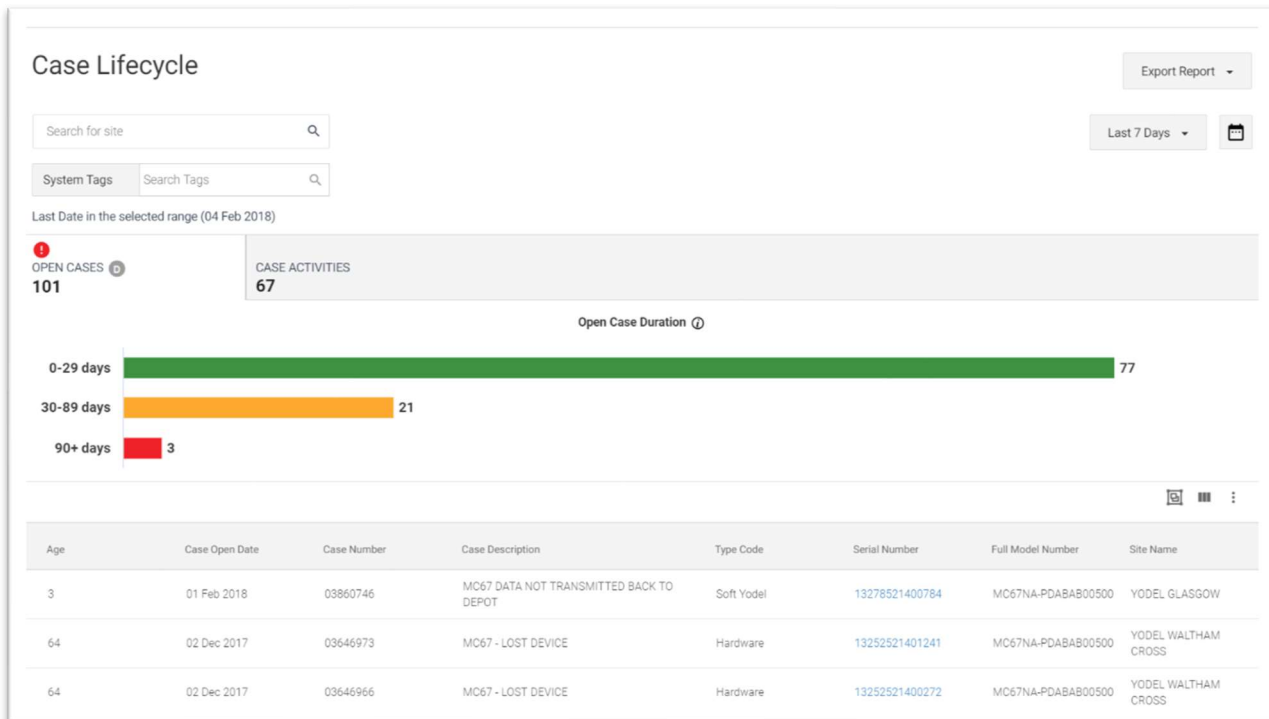 Case Lifecycle
Export Report
Search for site
Last 7 Days
System Tags
Search Tags
Last Date in the selected range (04 Feb 2018)
!
OPEN CASES D
101
CASE ACTIVITIES
67
Open Case Duration i
0-29 days 77
30-89 days 21
90+ days 3
Age Case Open Date Case Number Case Description Type Code Serial Number Full Model Number Site Name
3 01 Feb 2018 03860746 MC67 DATA NOT TRANSMITTED BACK TO DEPOT Soft Yodel 13278521400784 MC67NA-PDABAB00500 YODEL GLASGOW
64 02 Dec 2017 03646973 MC67 - LOST DEVICE Hardware 13252521401241 MC67NA-PDABAB00500 YODEL WALTHAM CROSS
64 02 Dec 2017 03646966 MC67 - LOST DEVICE Hardware 13252521400272 MC67NA-PDABAB00500 YODEL WALTHAM CROSS